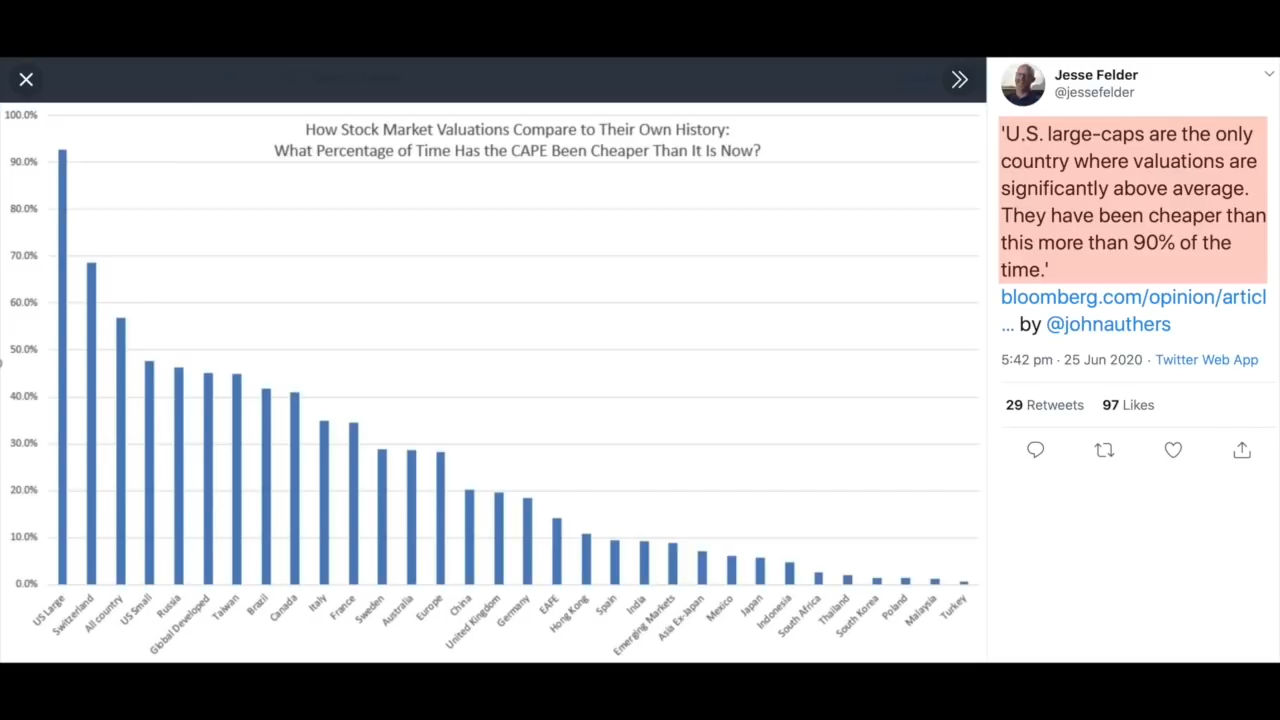 How Stock Market Valuations Compare to Their Own History:
What Percentage of Time Has the CAPE Been Cheaper Than It Is Now?
100.0%
90.0%
80.0%
70.0%
60.0%
50.0%
40.0%
30.0%
20.0%
10.0%
0.0%
US Large
Switzerland
All country
US Small
Russia
Global Developed
Taiwan
Brazil
Canada
Italy
France
Sweden
Australia
Europe
China
United Kingdom
Germany
EAFE
Hong Kong
Spain
India
Emerging Markets
Asia Ex-Japan
Mexico
Japan
Indonesia
South Africa
Thailand
South Korea
Poland
Malaysia
Turkey
Jesse Felder
@jessefelder
'U.S. large-caps are the only
country where valuations are
significantly above average.
They have been cheaper than
this more than 90% of the
time.'
bloomberg.com/opinion/articl
... by @johnauthers
5:42 pm · 25 Jun 2020 · Twitter Web App
29 Retweets 97 Likes